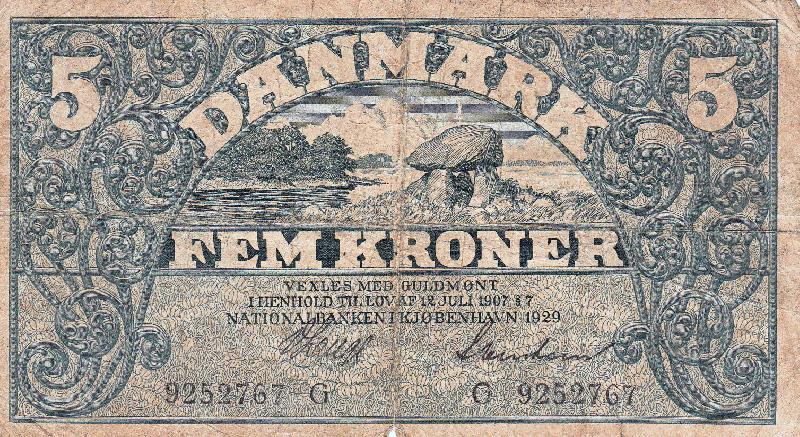 5 DANMARK 5
FEM KRONER
VEXLES MED GULDMØNT
I HENHOLD TIL LOV AF 12. JULI 1907 § 7
NATIONALBANKEN I KJØBENHAVN 1929
9252767 G O 9252767